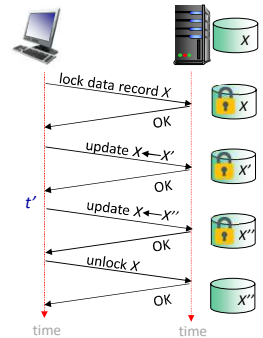 X
lock data record X
X
OK
update X ← X'
X'
OK
t'
update X ← X''
X''
OK
unlock X
OK
X''
time
time